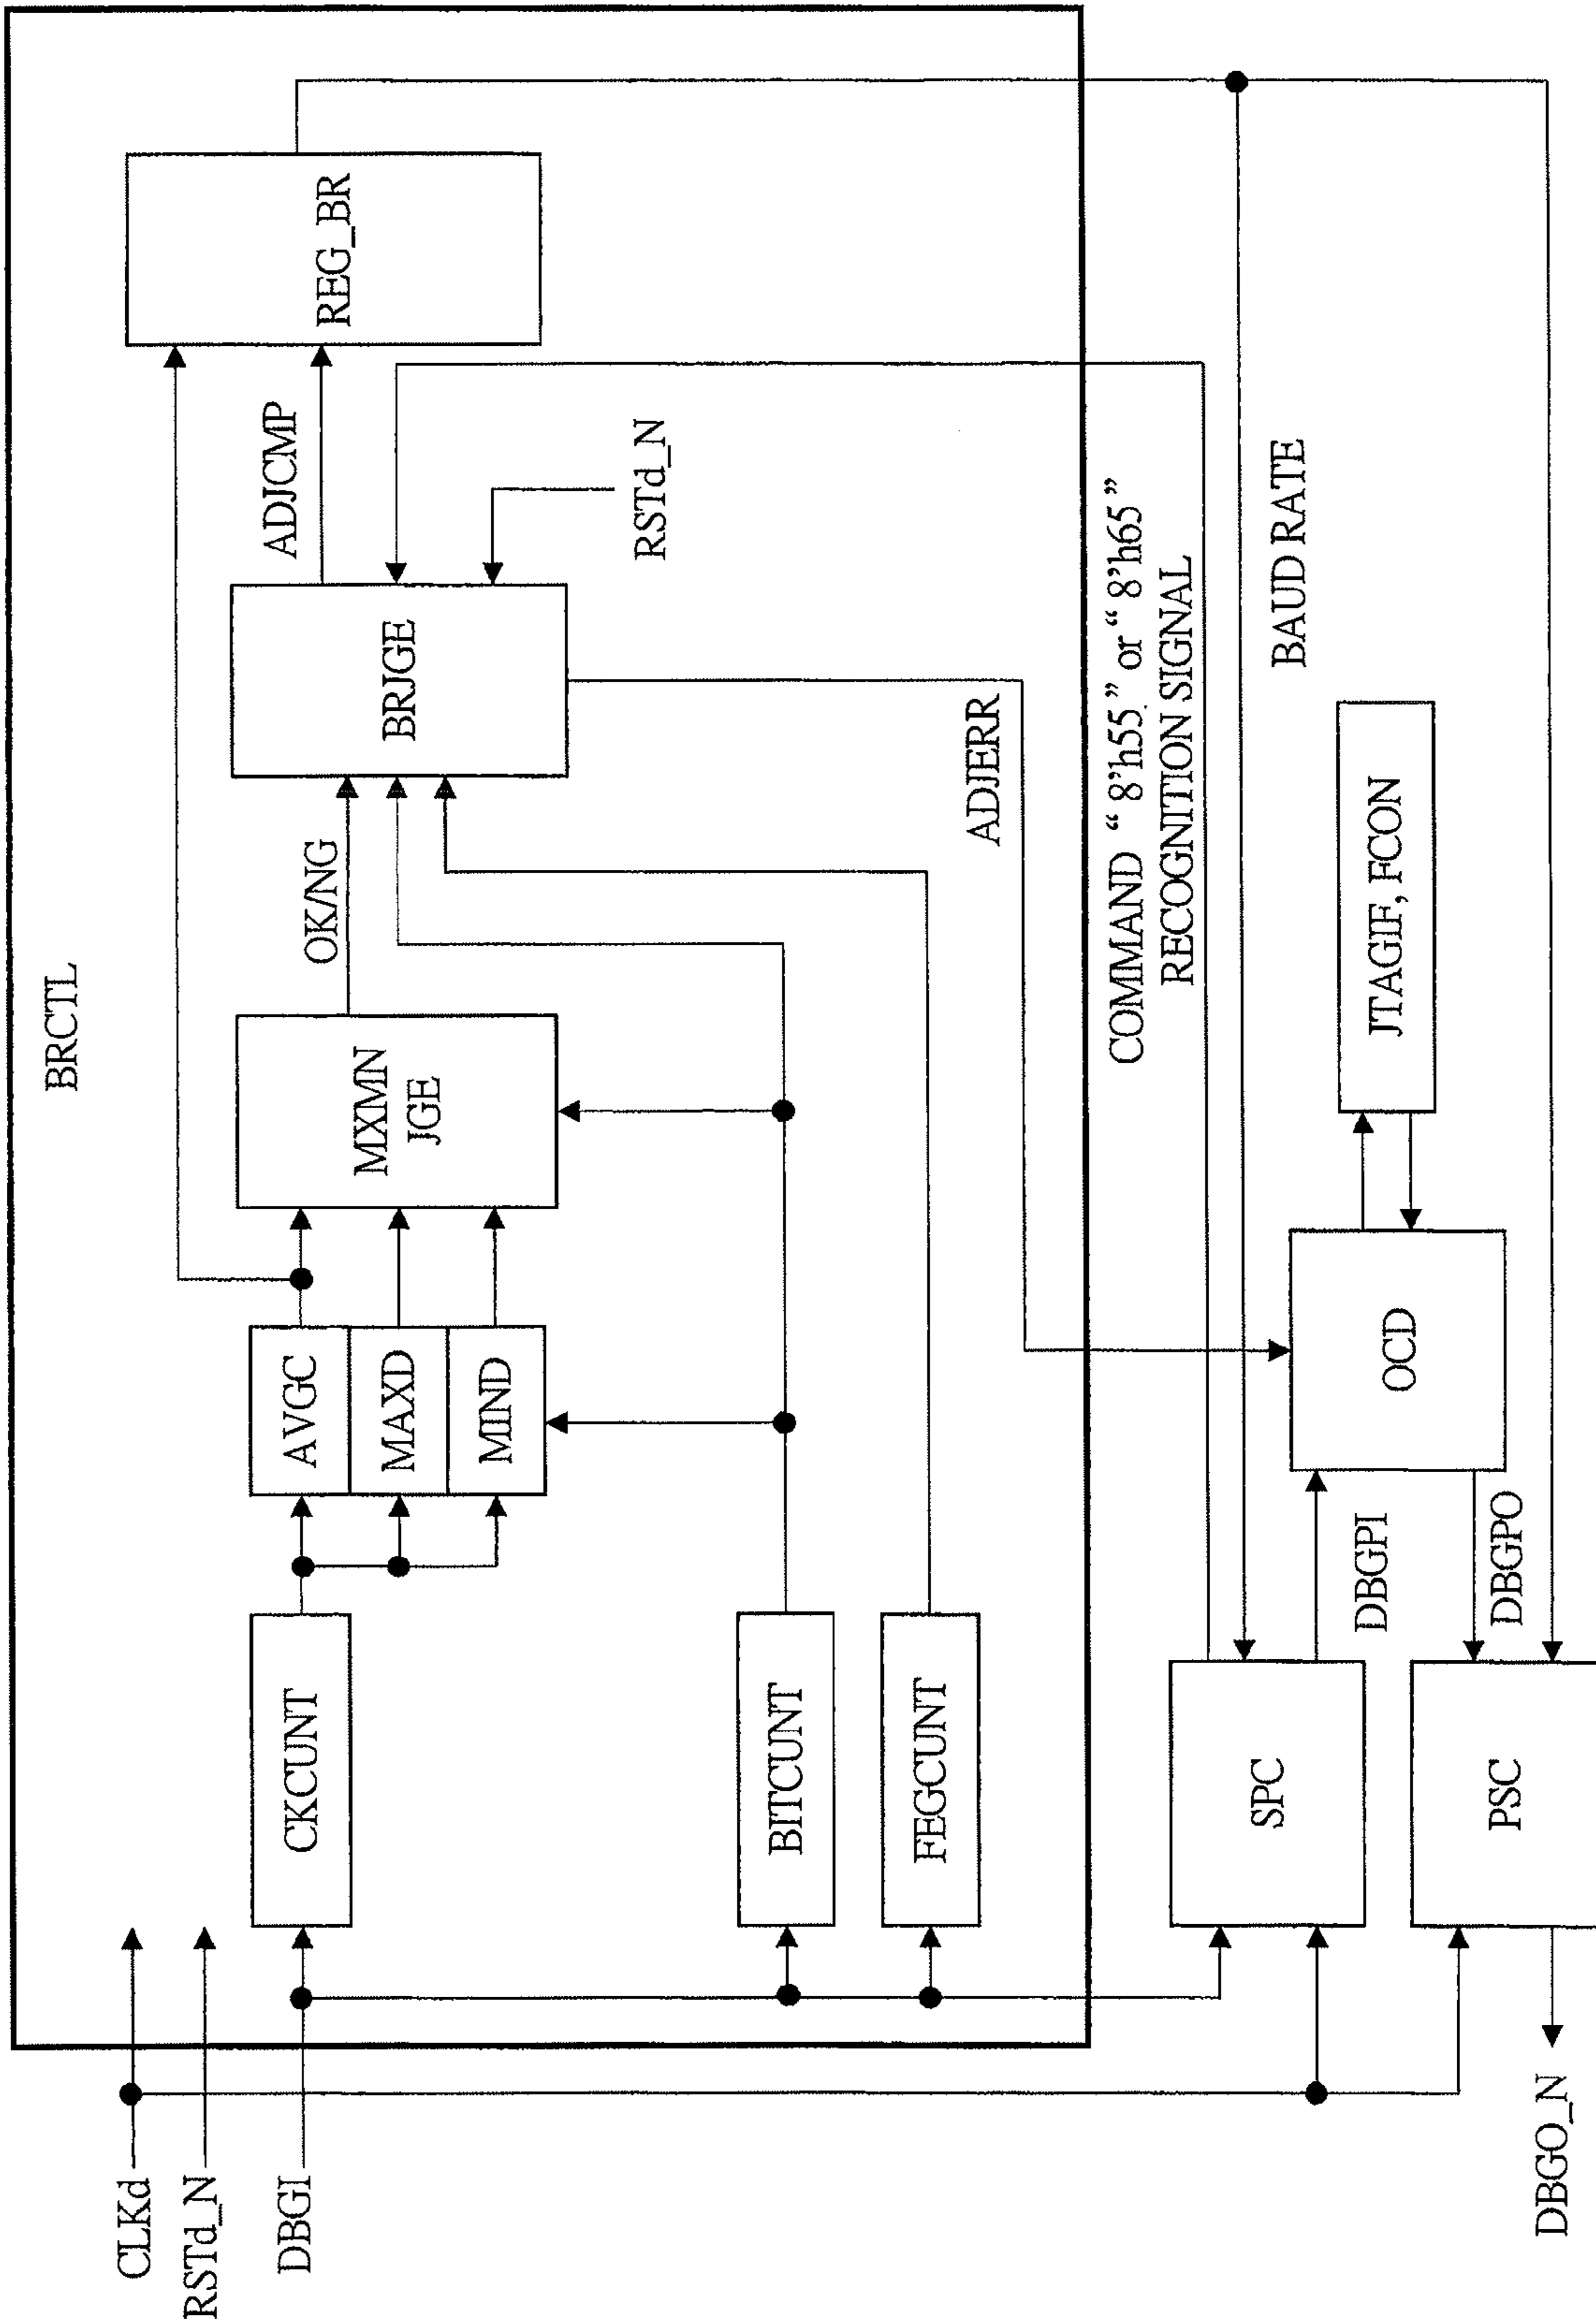 BRCTL
CLKd
RSTd_N
DBGI
CKCUNT
AVGC
MAXD
MIND
MXMN
JGE
OK/NG
BRJGE
ADJCMP
REG_BR
RSTd_N
BITCUNT
FEGCUNT
ADJERR
COMMAND “8’h55” or “8’h65”
RECOGNITION SIGNAL
BAUD RATE
SPC
DBGPI
OCD
JTAGIF, FCON
PSC
DBGPO
DBGO_N